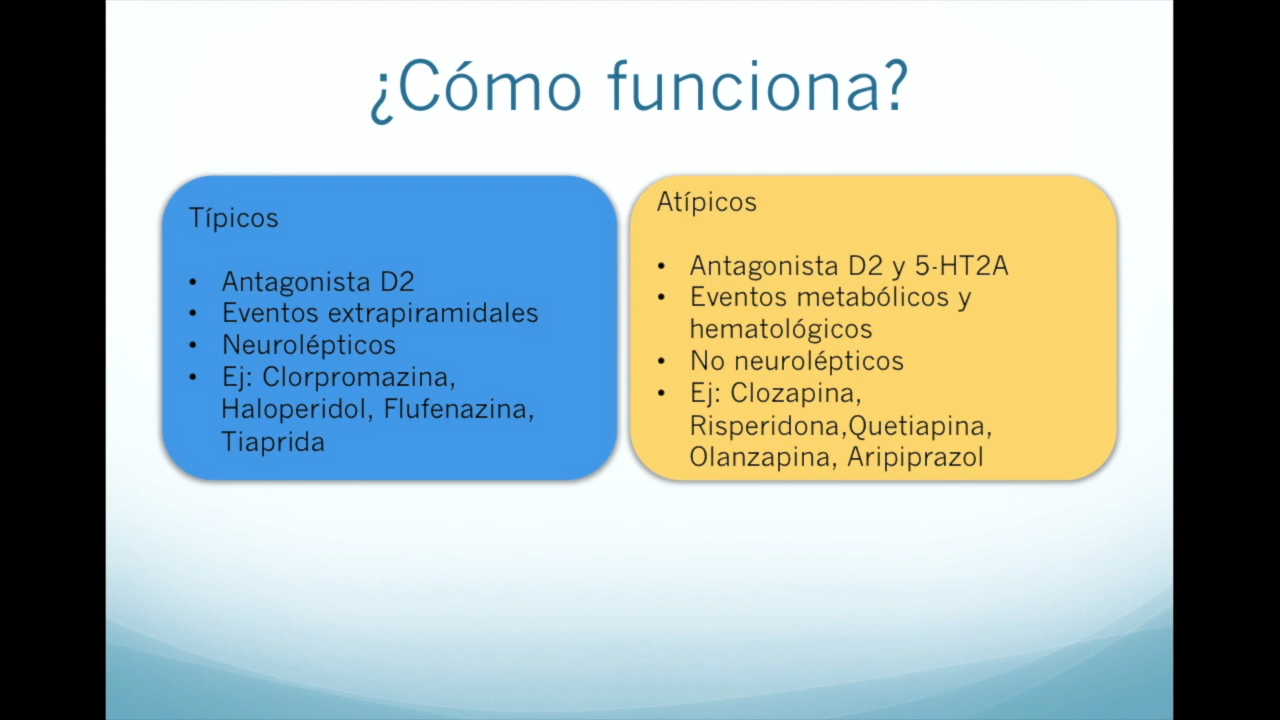 ¿Cómo funciona?
Típicos
• Antagonista D2
• Eventos extrapiramidales
• Neurolépticos
• Ej: Clorpromazina,
Haloperidol, Flufenazina,
Tiaprida
Atípicos
• Antagonista D2 y 5-HT2A
• Eventos metabólicos y
hematológicos
• No neurolépticos
• Ej: Clozapina,
Risperidona,Quetiapina,
Olanzapina, Aripiprazol